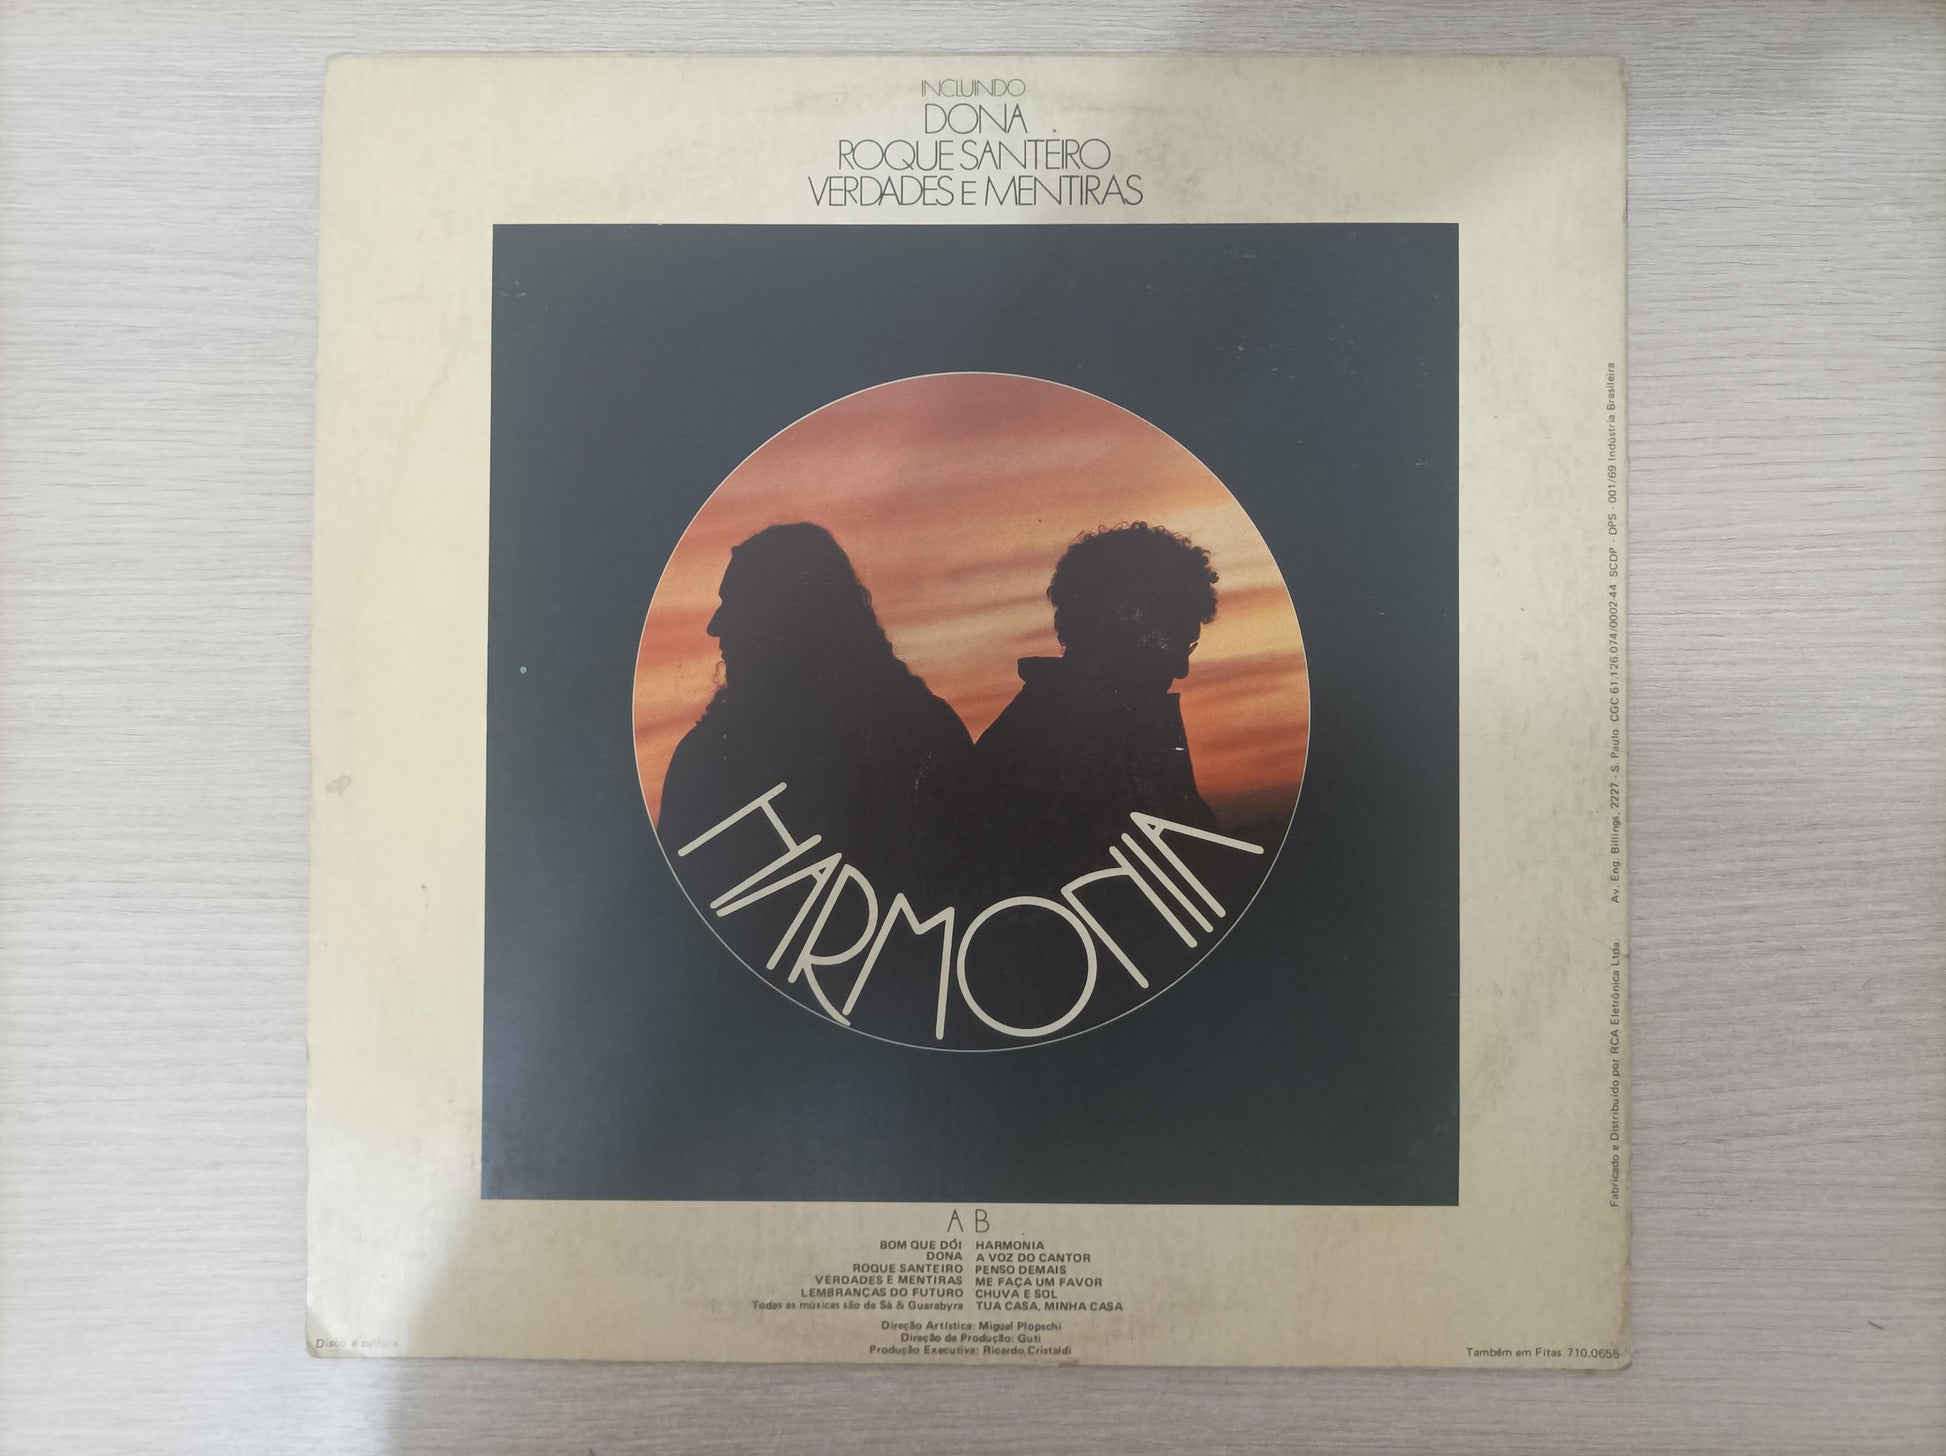 INCLUINDO
DONA
ROQUE SANTEIRO
VERDADES E MENTIRAS
HARMONIA
A B
BOM QUE DÓI
DONA
ROQUE SANTEIRO
VERDADES E MENTIRAS
LEMBRANÇAS DO FUTURO
Todas as músicas são de Sá & Guarabyra
HARMONIA
A VOZ DO CANTOR
PENSO DEMAIS
ME FAÇA UM FAVOR
CHUVA E SOL
TUA CASA, MINHA CASA
Direção Artística: Miguel Plopschi
Direção de Produção: Guti
Produção Executiva: Ricardo Cristaldi
Disco é cultura
Também em Fitas 710.0655
Fabricado e Distribuído por RCA Eletrônica Ltda. Av. Eng. Billings, 2227 - S. Paulo CGC 61.126.074/0002-44 SCDP - DPS - 001/69 Indústria Brasileira